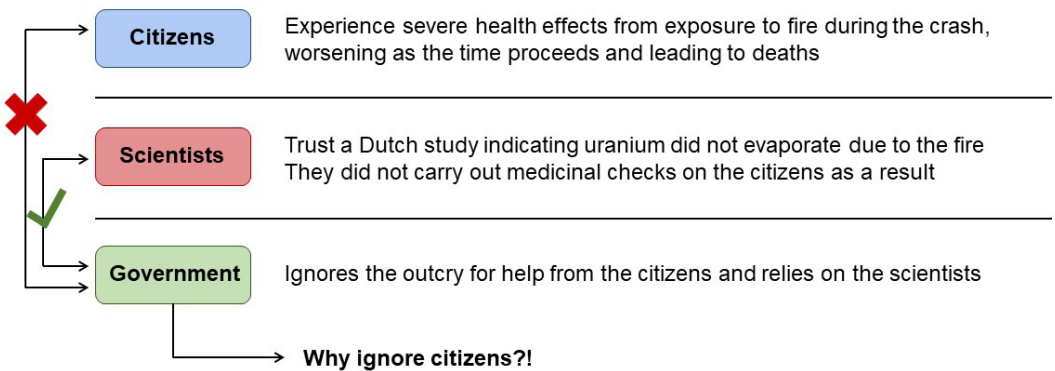 Citizens
Experience severe health effects from exposure to fire during the crash,
worsening as the time proceeds and leading to deaths
Scientists
Trust a Dutch study indicating uranium did not evaporate due to the fire
They did not carry out medicinal checks on the citizens as a result
Government
Ignores the outcry for help from the citizens and relies on the scientists
Why ignore citizens?!